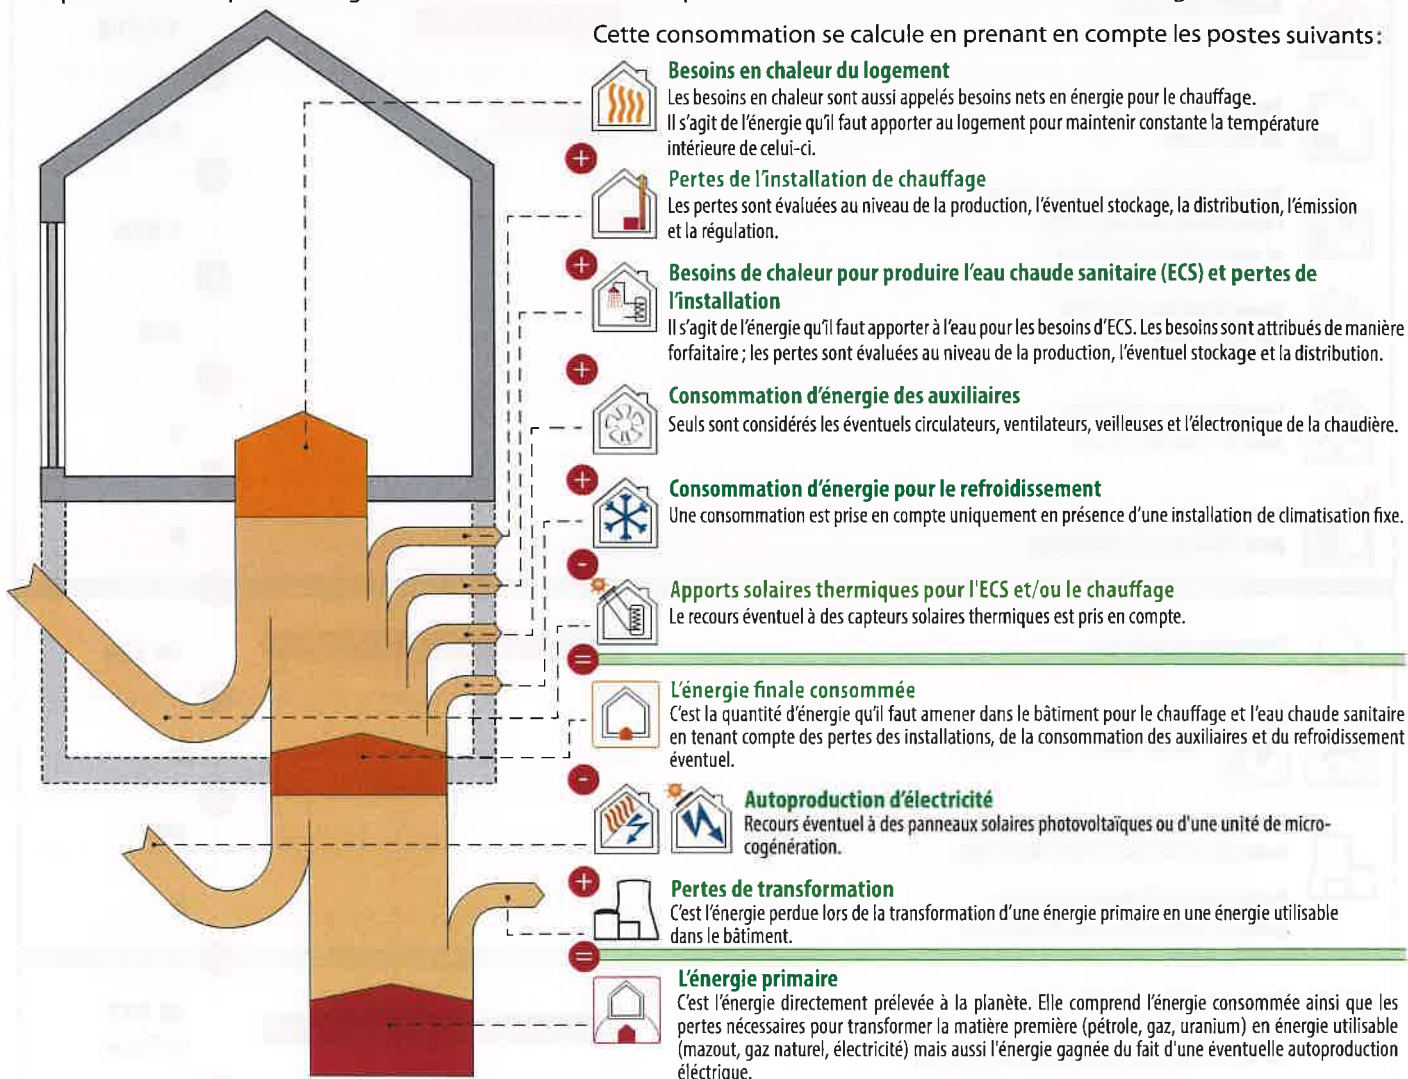 Cette consommation se calcule en prenant en compte les postes suivants:
Besoins en chaleur du logement
Les besoins en chaleur sont aussi appelés besoins nets en énergie pour le chauffage.
Il s'agit de l'énergie qu'il faut apporter au logement pour maintenir constante la température
intérieure de celui-ci.
+
Pertes de l'installation de chauffage
Les pertes sont évaluées au niveau de la production, l'éventuel stockage, la distribution, l'émission
et la régulation.
+
Besoins de chaleur pour produire l'eau chaude sanitaire (ECS) et pertes de
l'installation
Il s'agit de l'énergie qu'il faut apporter à l'eau pour les besoins d'ECS. Les besoins sont attribués de manière
forfaitaire ; les pertes sont évaluées au niveau de la production, l'éventuel stockage et la distribution.
+
Consommation d'énergie des auxiliaires
Seuls sont considérés les éventuels circulateurs, ventilateurs, veilleuses et l'électronique de la chaudière.
+
Consommation d'énergie pour le refroidissement
Une consommation est prise en compte uniquement en présence d'une installation de climatisation fixe.
-
Apports solaires thermiques pour l'ECS et/ou le chauffage
Le recours éventuel à des capteurs solaires thermiques est pris en compte.
=
L'énergie finale consommée
C'est la quantité d'énergie qu'il faut amener dans le bâtiment pour le chauffage et l'eau chaude sanitaire
en tenant compte des pertes des installations, de la consommation des auxiliaires et du refroidissement
éventuel.
-
Autoproduction d'électricité
Recours éventuel à des panneaux solaires photovoltaïques ou d'une unité de micro-
cogénération.
+
Pertes de transformation
C'est l'énergie perdue lors de la transformation d'une énergie primaire en une énergie utilisable
dans le bâtiment.
=
L'énergie primaire
C'est l'énergie directement prélevée à la planète. Elle comprend l'énergie consommée ainsi que les
pertes nécessaires pour transformer la matière première (pétrole, gaz, uranium) en énergie utilisable
(mazout, gaz naturel, électricité) mais aussi l'énergie gagnée du fait d'une éventuelle autoproduction
éléctrique.